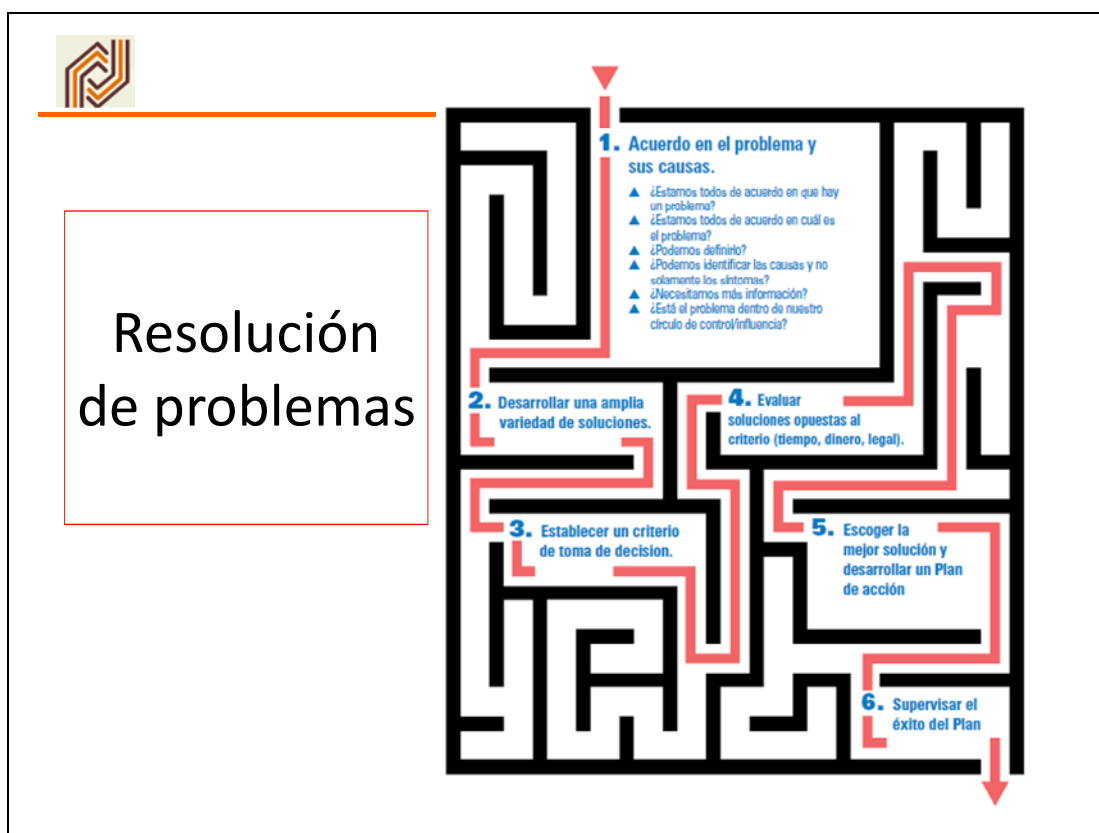 Resolución
de problemas
1. Acuerdo en el problema y
sus causas.
▲ ¿Estamos todos de acuerdo en que hay
un problema?
▲ ¿Estamos todos de acuerdo en cuál es
el problema?
▲ ¿Podemos definirlo?
▲ ¿Podemos identificar las causas y no
solamente los síntomas?
▲ ¿Necesitamos más información?
▲ ¿Está el problema dentro de nuestro
círculo de control/influencia?
2. Desarrollar una amplia
variedad de soluciones.
3. Establecer un criterio
de toma de decision.
4. Evaluar
soluciones opuestas al
criterio (tiempo, dinero, legal).
5. Escoger la
mejor solución y
desarrollar un Plan
de acción
6. Supervisar el
éxito del Plan